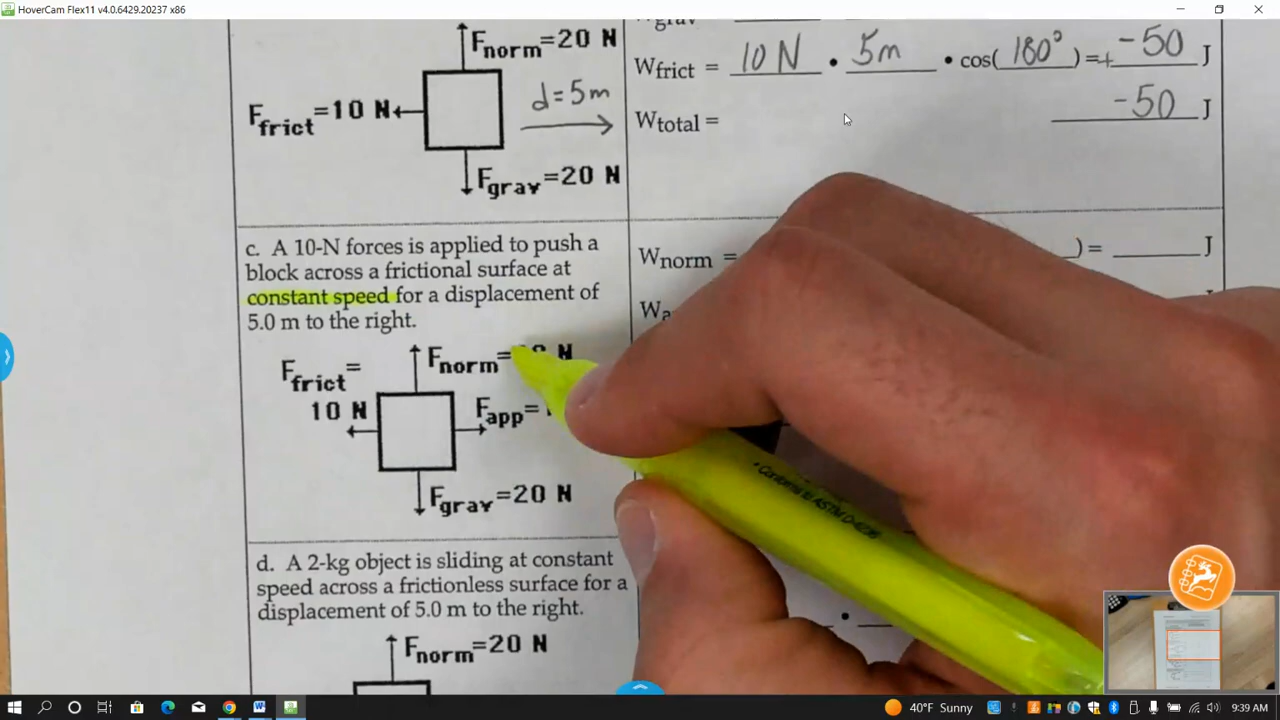 HoverCam Flex11 v4.0.6429.20237 x86
Fnorm=20 N
Ffrict=10 N
d=5m
Fgrav=20 N
Wfrict = 10 N • 5m • cos( 180° ) = + -50 J
Wtotal = -50 J
c. A 10-N forces is applied to push a
block across a frictional surface at
constant speed for a displacement of
5.0 m to the right.
Ffrict=
10 N
Fnorm= N
Fapp=
Fgrav=20 N
Wnorm = ) = J
d. A 2-kg object is sliding at constant
speed across a frictionless surface for a
displacement of 5.0 m to the right.
Fnorm=20 N
40°F Sunny
9:39 AM